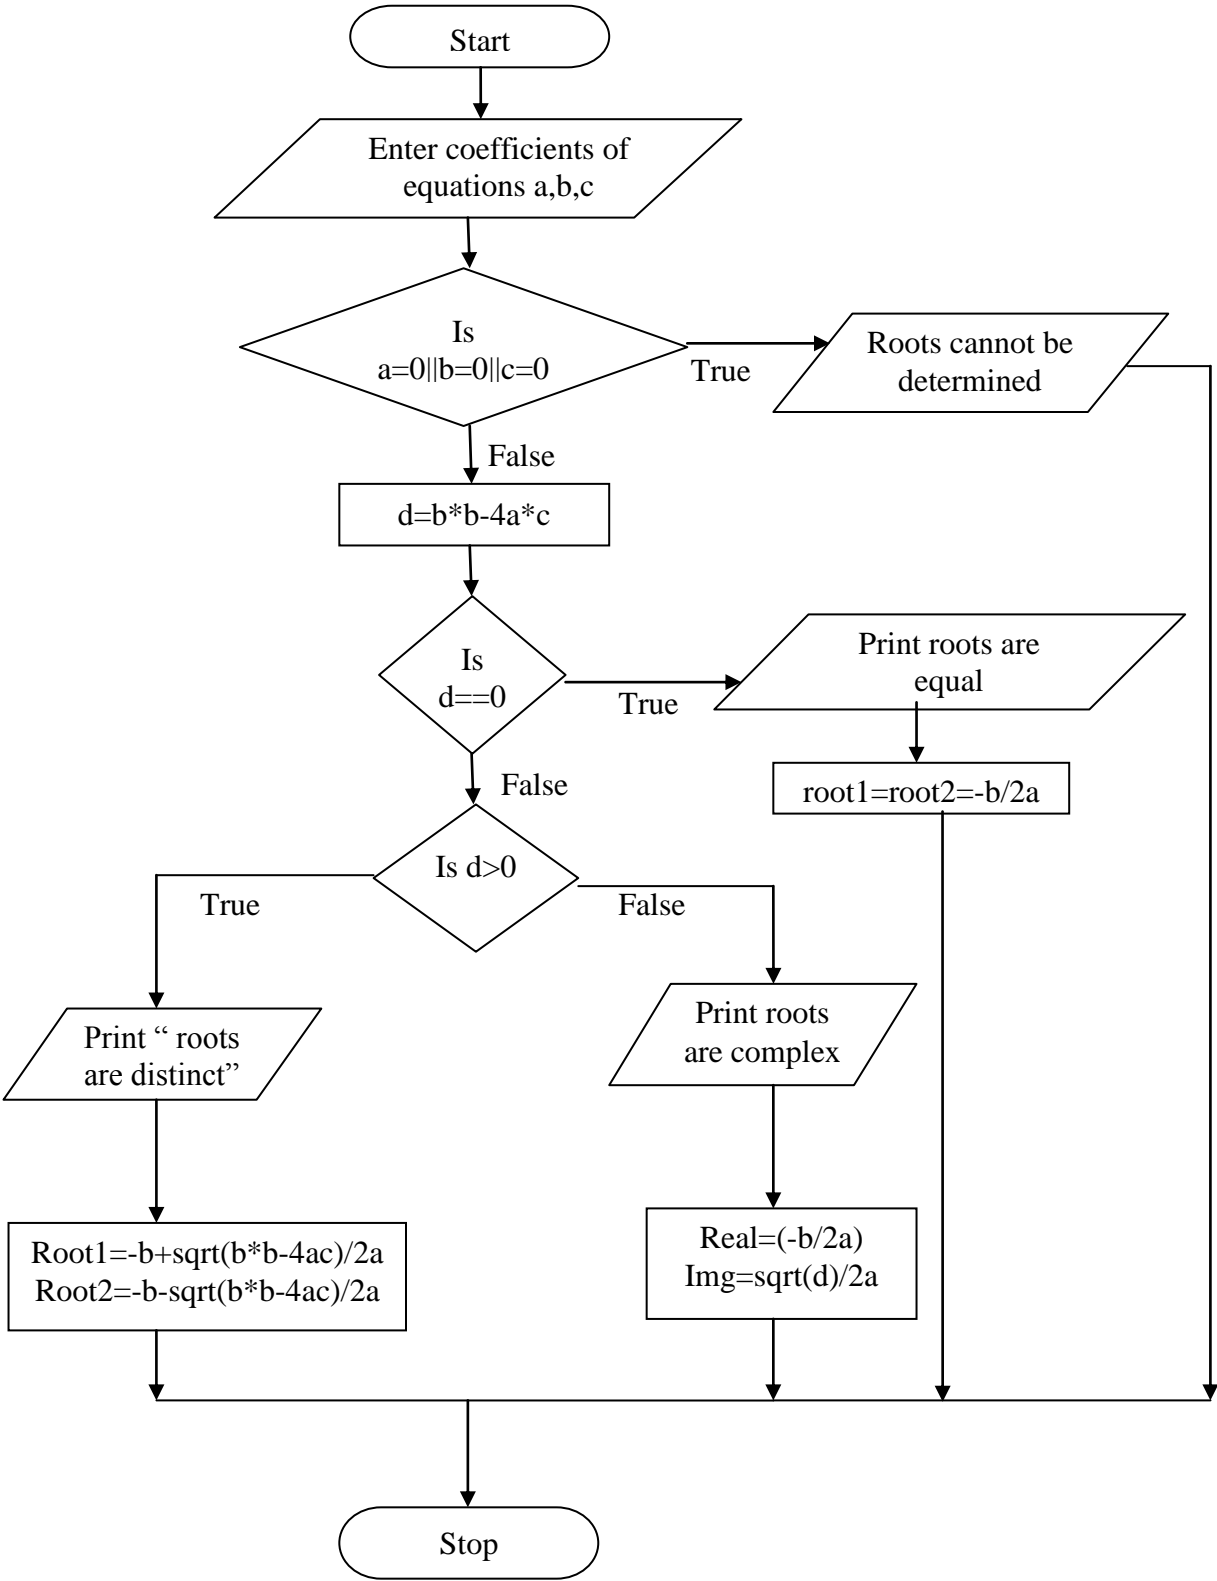 Start
Enter coefficients of
equations a,b,c
Is
a=0||b=0||c=0
True
Roots cannot be
determined
False
d=b*b-4a*c
Is
d==0
True
Print roots are
equal
False
root1=root2=-b/2a
Is d>0
True
False
Print “ roots
are distinct”
Print roots
are complex
Root1=-b+sqrt(b*b-4ac)/2a
Root2=-b-sqrt(b*b-4ac)/2a
Real=(-b/2a)
Img=sqrt(d)/2a
Stop